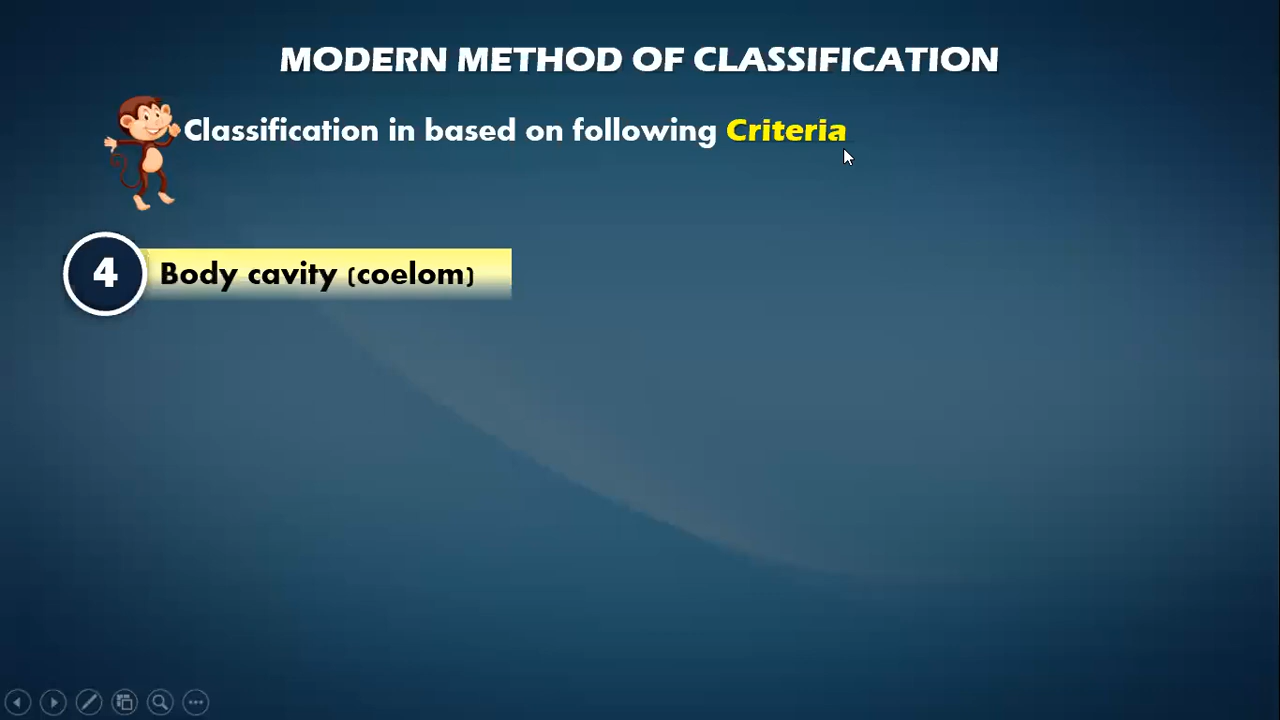 MODERN METHOD OF CLASSIFICATION
Classification in based on following Criteria
4
Body cavity (coelom)